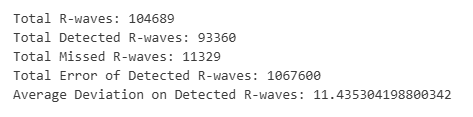 Total R-waves: 104689
Total Detected R-waves: 93360
Total Missed R-waves: 11329
Total Error of Detected R-waves: 1067600
Average Deviation on Detected R-waves: 11.435304198800342